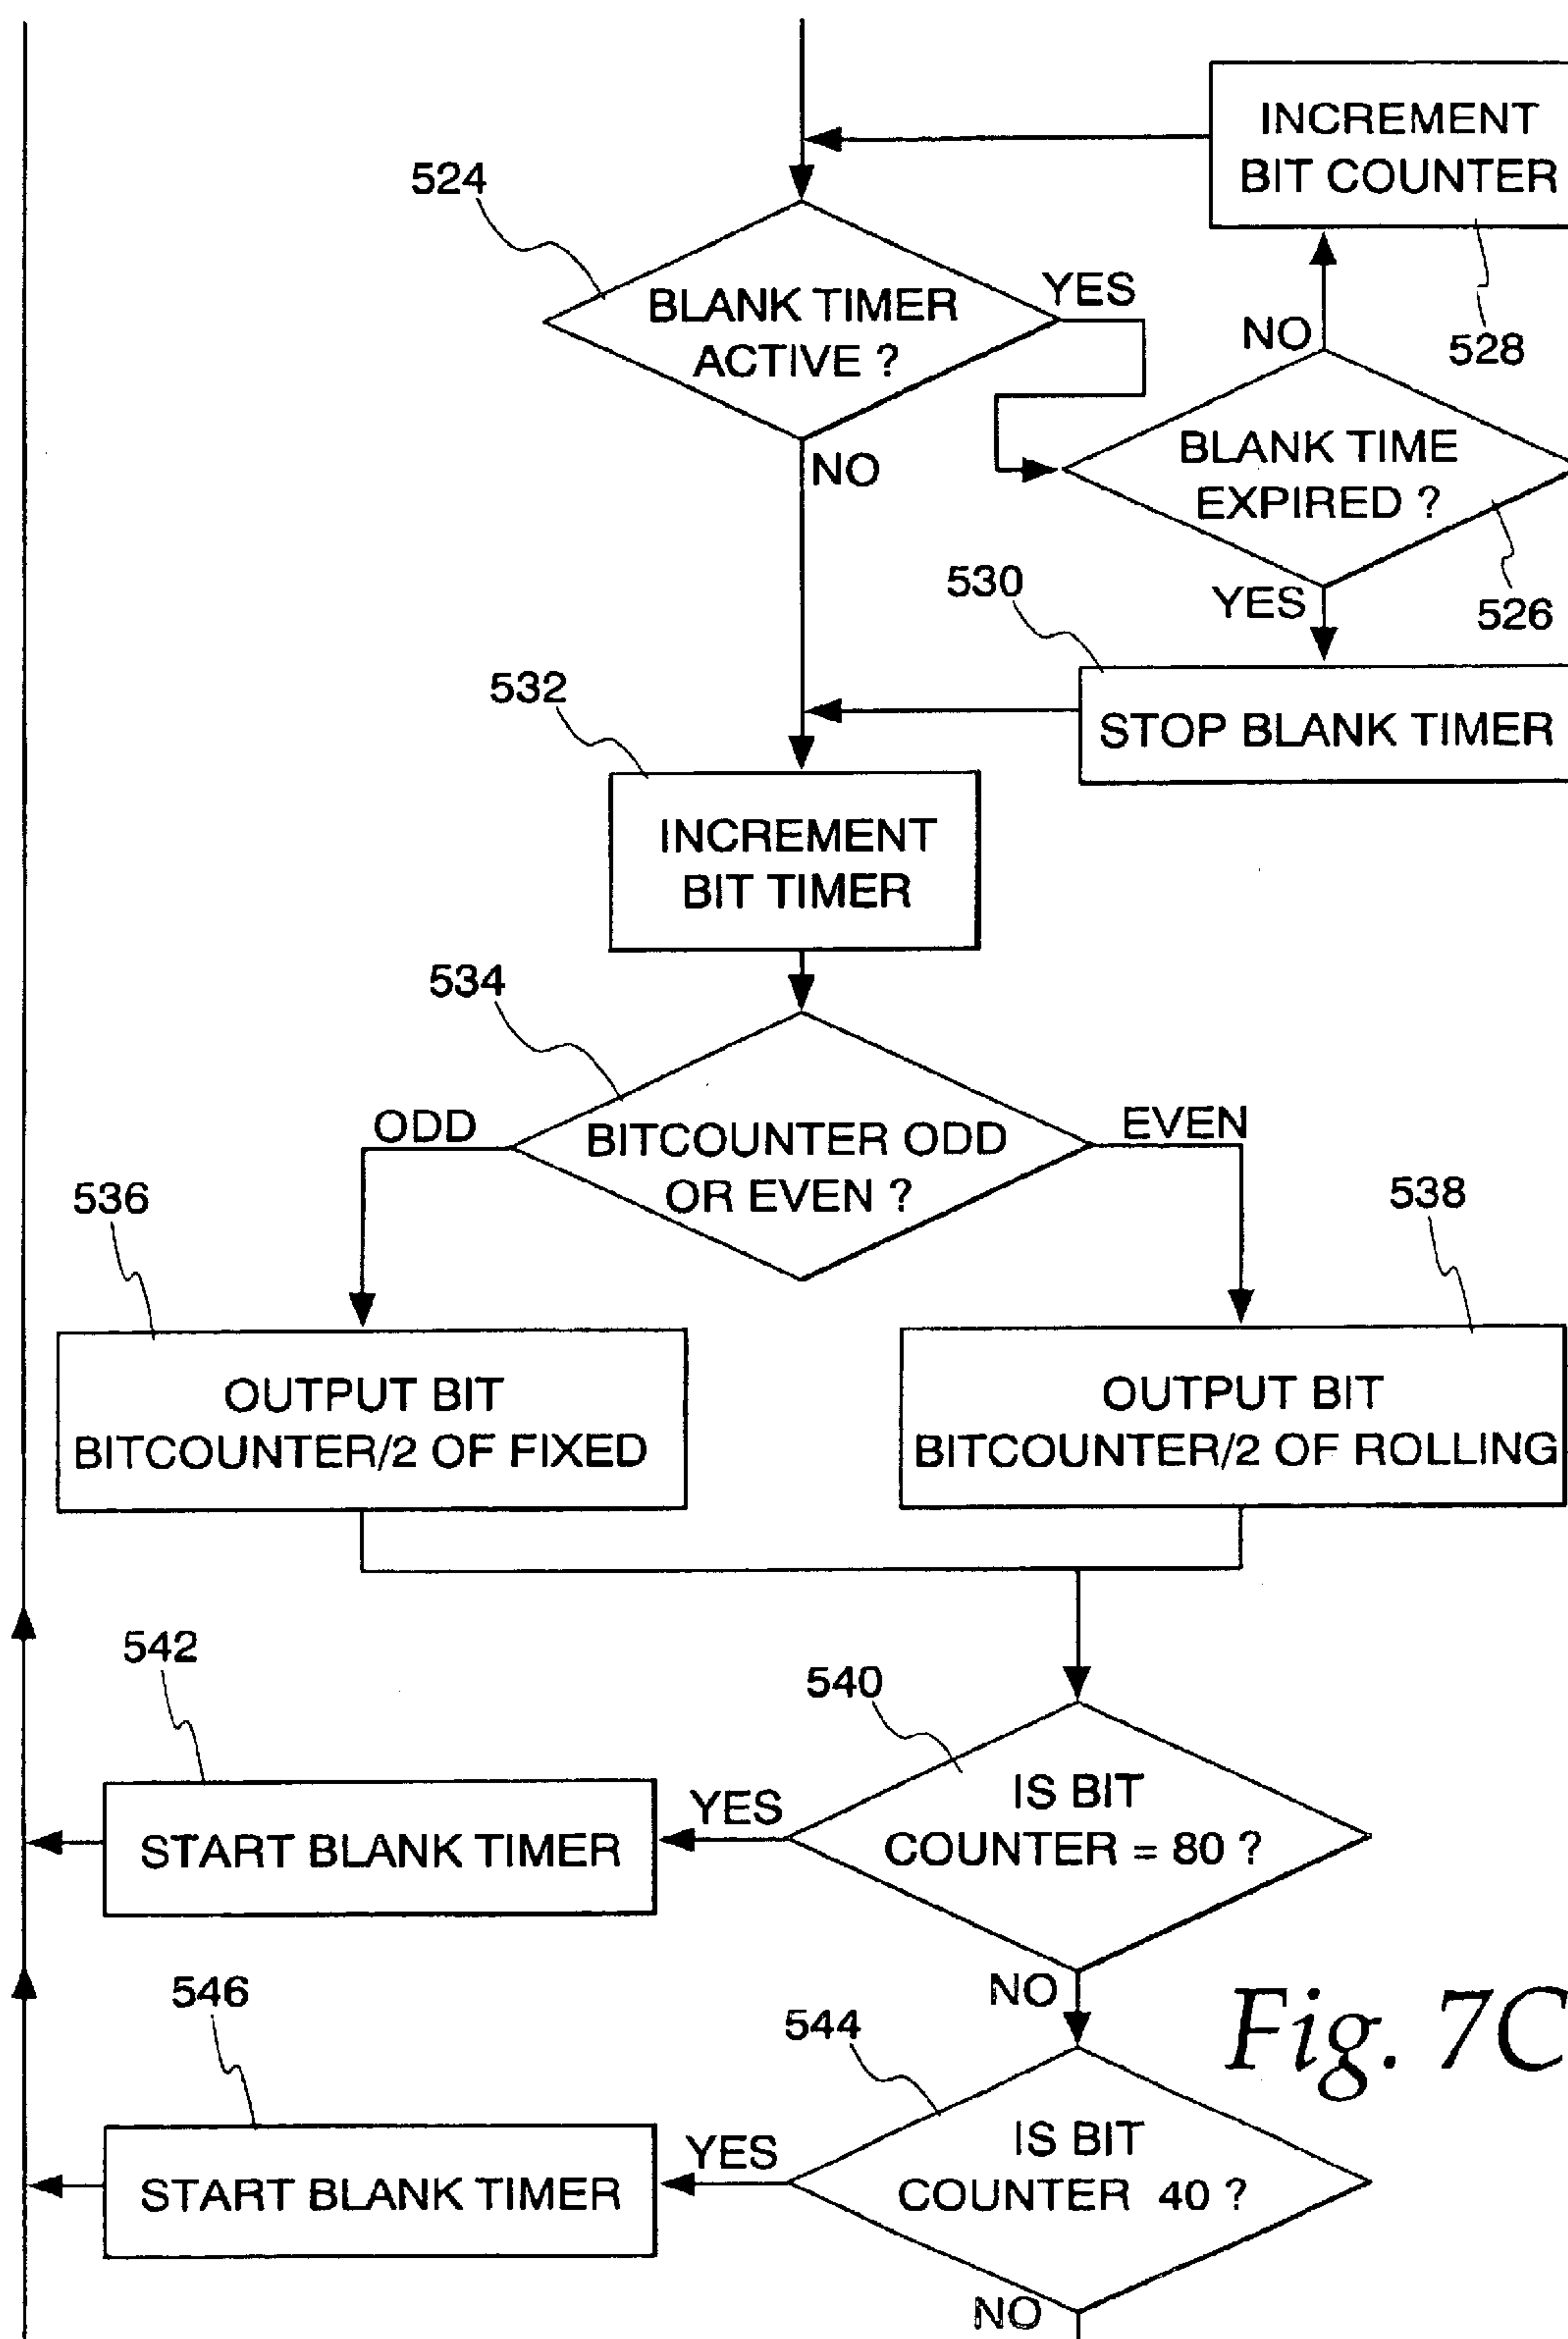 INCREMENT
BIT COUNTER
528
524
BLANK TIMER
ACTIVE ?
YES
NO
NO
BLANK TIME
EXPIRED ?
526
YES
530
STOP BLANK TIMER
532
INCREMENT
BIT TIMER
534
BITCOUNTER ODD
OR EVEN ?
ODD
EVEN
536
OUTPUT BIT
BITCOUNTER/2 OF FIXED
538
OUTPUT BIT
BITCOUNTER/2 OF ROLLING
540
IS BIT
COUNTER = 80 ?
YES
542
START BLANK TIMER
NO
544
IS BIT
COUNTER 40 ?
YES
546
START BLANK TIMER
NO
Fig. 7C